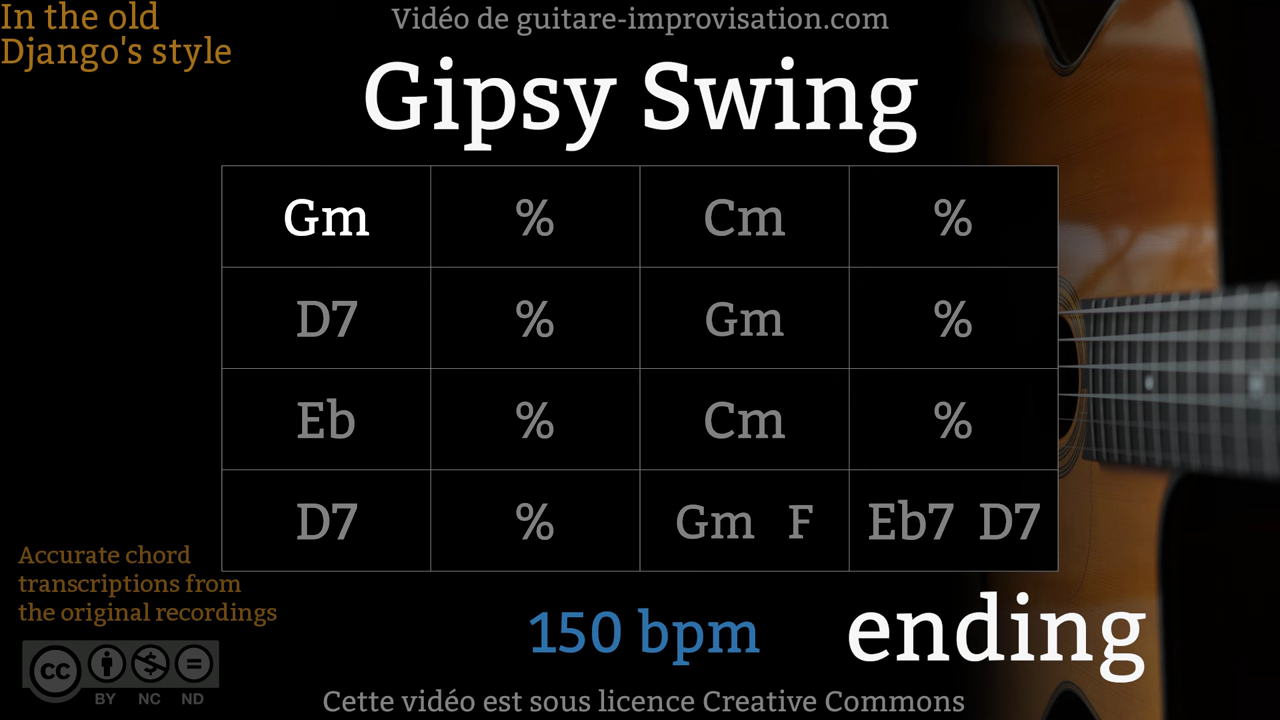 In the old
Django's style
Vidéo de guitare-improvisation.com
Gipsy Swing
Gm % Cm %
D7 % Gm %
Eb % Cm %
D7 % Gm F Eb7 D7
Accurate chord
transcriptions from
the original recordings
150 bpm
ending
cc
BY NC ND
Cette vidéo est sous licence Creative Commons